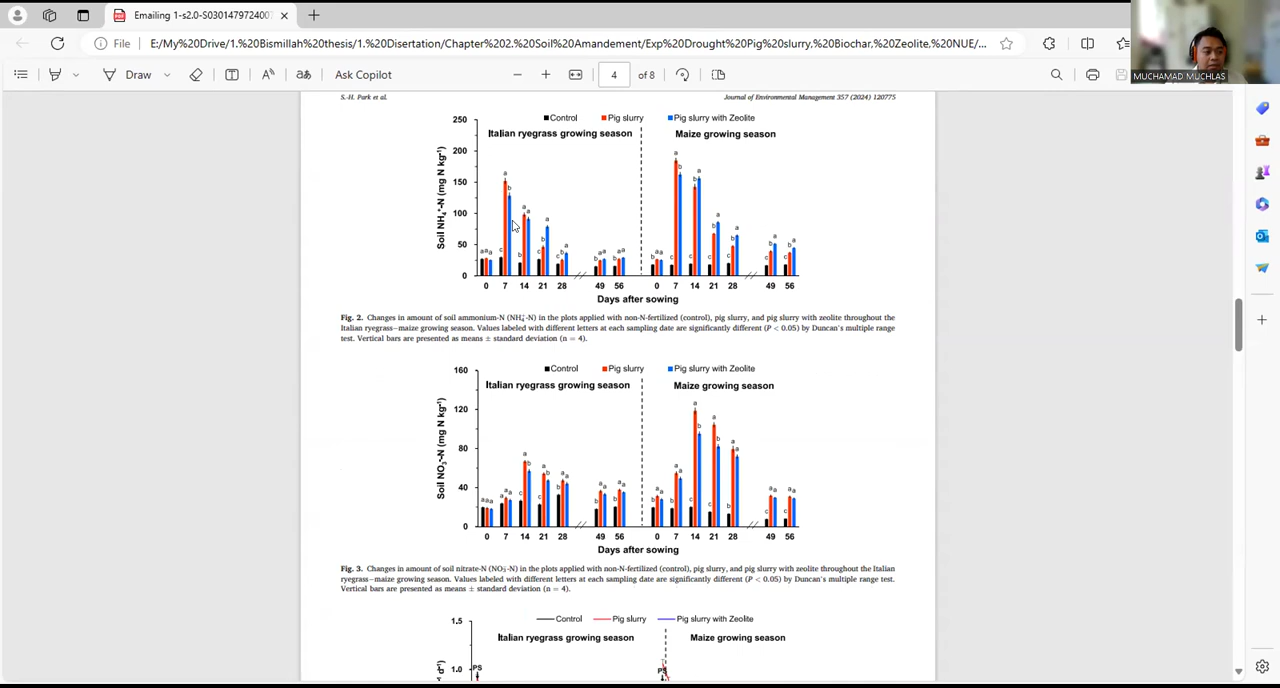 Emailing 1-s2.0-S0301479724007
File
E:/My%20Drive/1.%20Bismillah%20thesis/1.%20Disertation/Chapter%202.%20Soil%20Amandement/Exp%20Drought%20Pig%20slurry,%20Biochar,%20Zeolite.%20NUE/...
Draw
Ask Copilot
4 of 8
MUCHAMAD MUCHLAS
S.-H. Park et al.
Journal of Environmental Management 357 (2024) 120775
Control Pig slurry Pig slurry with Zeolite
Italian ryegrass growing season
Maize growing season
Soil NH₄⁺-N (mg N kg⁻¹)
250
200
150
100
50
0
0 7 14 21 28 49 56 0 7 14 21 28 49 56
Days after sowing
Fig. 2. Changes in amount of soil ammonium-N (NH₄⁺-N) in the plots applied with non-N-fertilized (control), pig slurry, and pig slurry with zeolite throughout the
Italian ryegrass–maize growing season. Values labeled with different letters at each sampling date are significantly different (P < 0.05) by Duncan's multiple range
test. Vertical bars are presented as means ± standard deviation (n = 4).
Control Pig slurry Pig slurry with Zeolite
Italian ryegrass growing season
Maize growing season
Soil NO₃⁻-N (mg N kg⁻¹)
160
120
80
40
0
0 7 14 21 28 49 56 0 7 14 21 28 49 56
Days after sowing
Fig. 3. Changes in amount of soil nitrate-N (NO₃⁻-N) in the plots applied with non-N-fertilized (control), pig slurry, and pig slurry with zeolite throughout the Italian
ryegrass–maize growing season. Values labeled with different letters at each sampling date are significantly different (P < 0.05) by Duncan's multiple range test.
Vertical bars are presented as means ± standard deviation (n = 4).
Control Pig slurry Pig slurry with Zeolite
Italian ryegrass growing season
Maize growing season
1.5
1.0
PS
PS